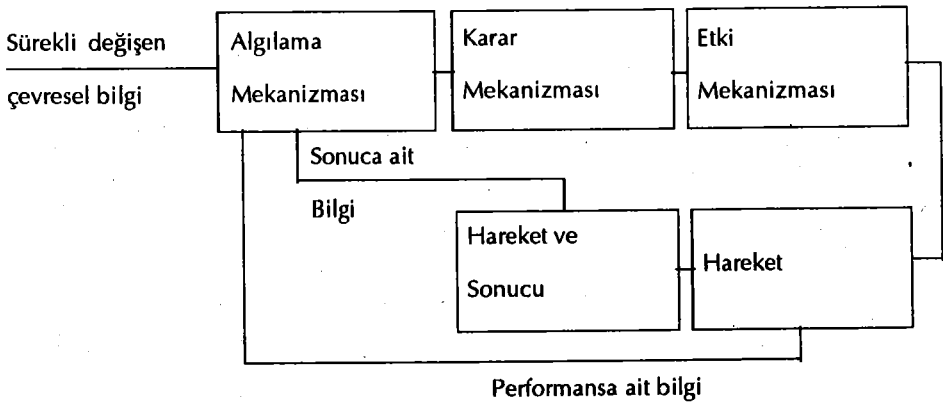 Sürekli değişen
çevresel bilgi
Algılama
Mekanizması
Karar
Mekanizması
Etki
Mekanizması
Sonuca ait
Bilgi
Hareket ve
Sonucu
Hareket
Performansa ait bilgi